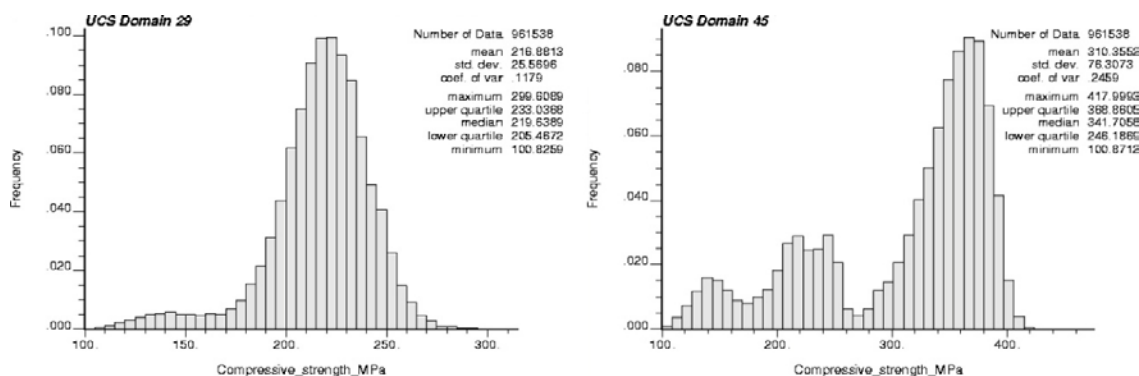 UCS Domain 29
Number of Data 961538
mean 216.8813
std. dev. 25.5696
coef. of var .1179
maximum 299.6089
upper quartile 233.0368
median 219.6389
lower quartile 205.4672
minimum 100.8259
Frequency
.100
.080
.060
.040
.020
.000
100. 150. 200. 250. 300.
Compressive_strength_MPa
UCS Domain 45
Number of Data 961538
mean 310.3552
std. dev. 76.3073
coef. of var .2459
maximum 417.9993
upper quartile 368.8605
median 341.7058
lower quartile 246.1869
minimum 100.8712
Frequency
.080
.060
.040
.020
.000
100. 200. 300. 400.
Compressive_strength_MPa